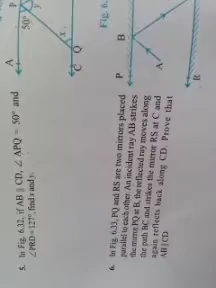 A
P
50°
y
x
C
Q
5. In Fig. 6.32, if AB || CD, ∠ APQ = 50° and
∠ PRD = 127°, find x and y.
Fig. 6.
P
B
A
R
6. In Fig. 6.33, PQ and RS are two mirrors placed
parallel to each other. An incident ray AB strikes
the mirror PQ at B, the reflected ray moves along
the path BC and strikes the mirror RS at C and
again reflects back along CD. Prove that
AB || CD.